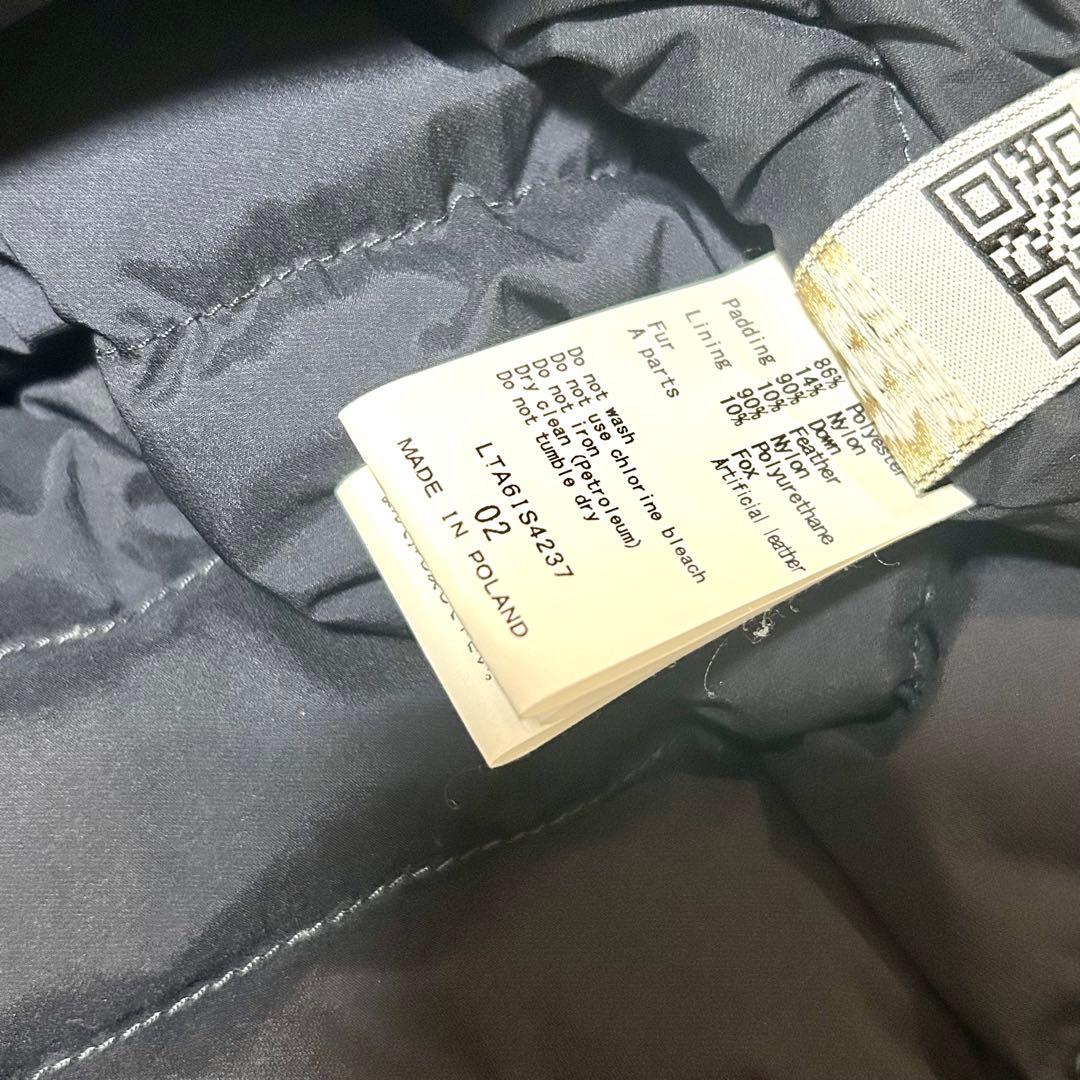 86% Polyester
14% Nylon
Padding 90% Down
10% Feather
Lining 90% Nylon
10% Polyurethane
Fur Fox
A parts Artificial leather
Do not wash
Do not use chlorine bleach
Do not iron
Dry clean (Petroleum)
Do not tumble dry
LTA6IS4237
02
MADE IN POLAND